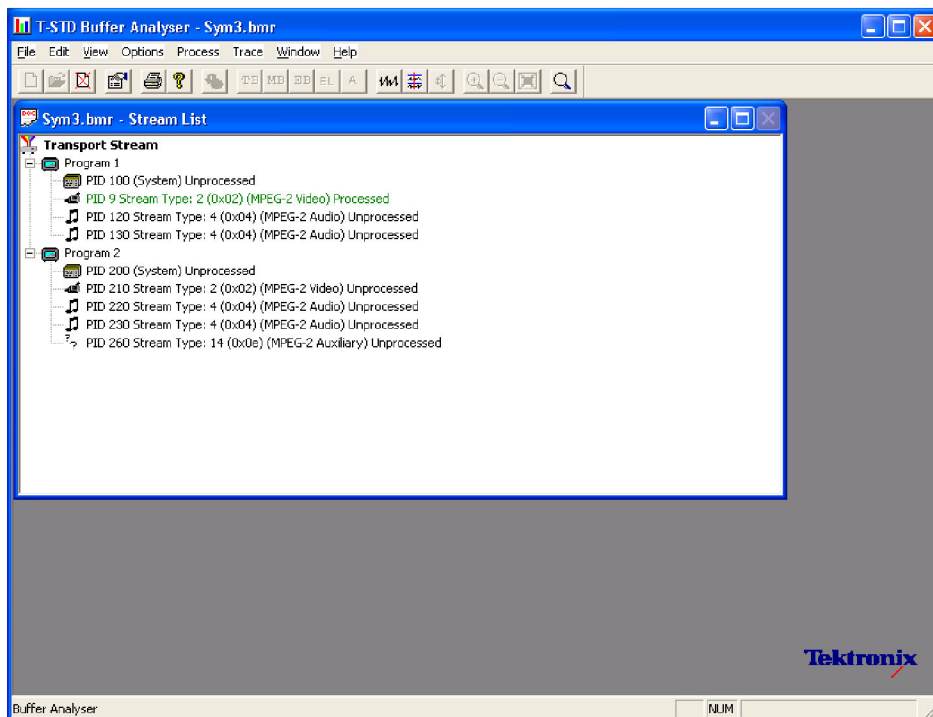 T-STD Buffer Analyser - Sym3.bmr
File Edit View Options Process Trace Window Help
TB MB EB EL A
Sym3.bmr - Stream List
Transport Stream
Program 1
PID 100 (System) Unprocessed
PID 9 Stream Type: 2 (0x02) (MPEG-2 Video) Processed
PID 120 Stream Type: 4 (0x04) (MPEG-2 Audio) Unprocessed
PID 130 Stream Type: 4 (0x04) (MPEG-2 Audio) Unprocessed
Program 2
PID 200 (System) Unprocessed
PID 210 Stream Type: 2 (0x02) (MPEG-2 Video) Unprocessed
PID 220 Stream Type: 4 (0x04) (MPEG-2 Audio) Unprocessed
PID 230 Stream Type: 4 (0x04) (MPEG-2 Audio) Unprocessed
PID 260 Stream Type: 14 (0x0e) (MPEG-2 Auxiliary) Unprocessed
Tektronix
Buffer Analyser NUM